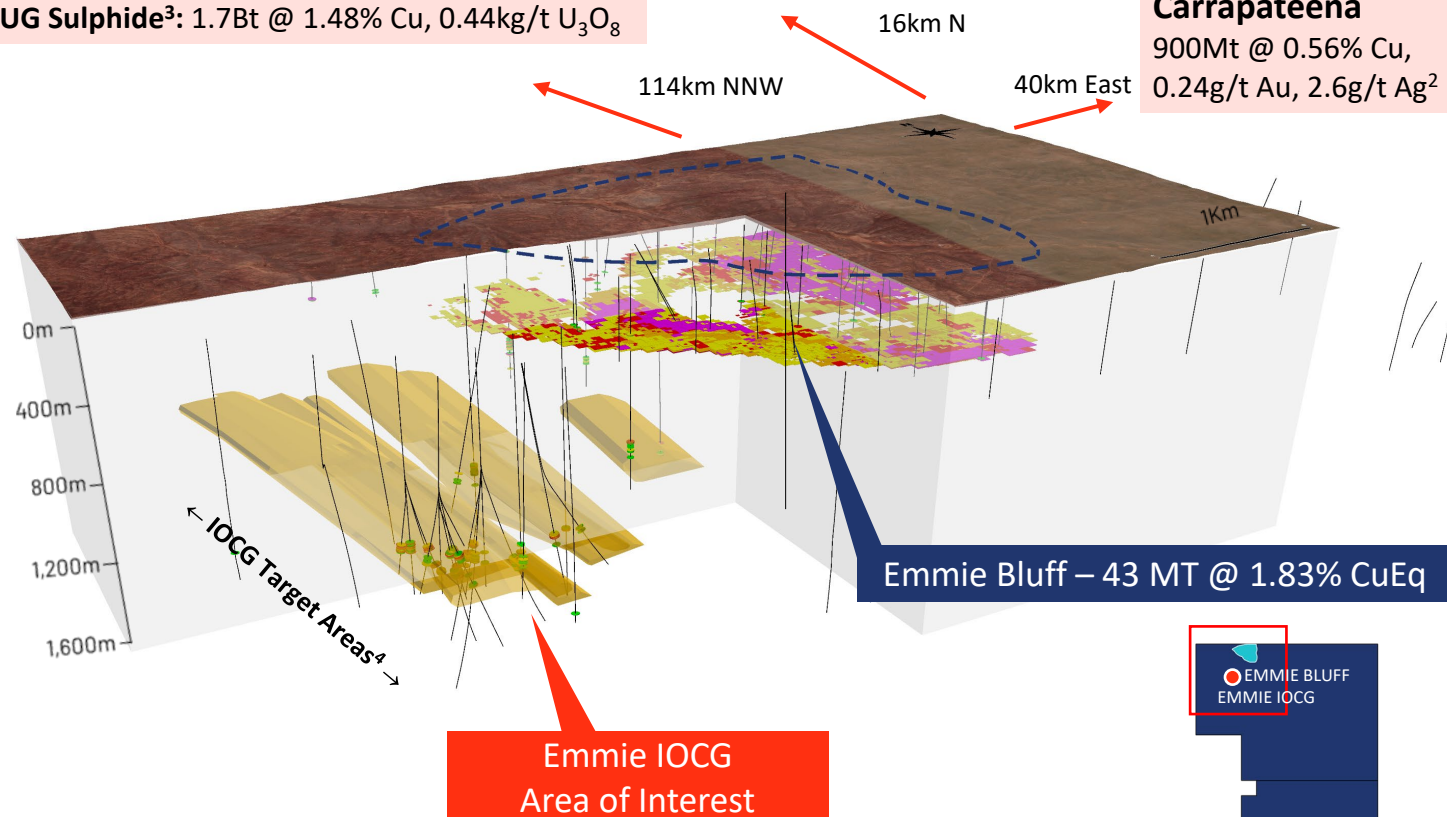 UG Sulphide³: 1.7Bt @ 1.48% Cu, 0.44kg/t U₃O₈
16km N
114km NNW
40km East
Carrapateena
900Mt @ 0.56% Cu,
0.24g/t Au, 2.6g/t Ag²
1Km
0m
400m
800m
1,200m
1,600m
← IOCG Target Areas⁴ →
Emmie Bluff – 43 MT @ 1.83% CuEq
Emmie IOCG
Area of Interest
EMMIE BLUFF
EMMIE IOCG